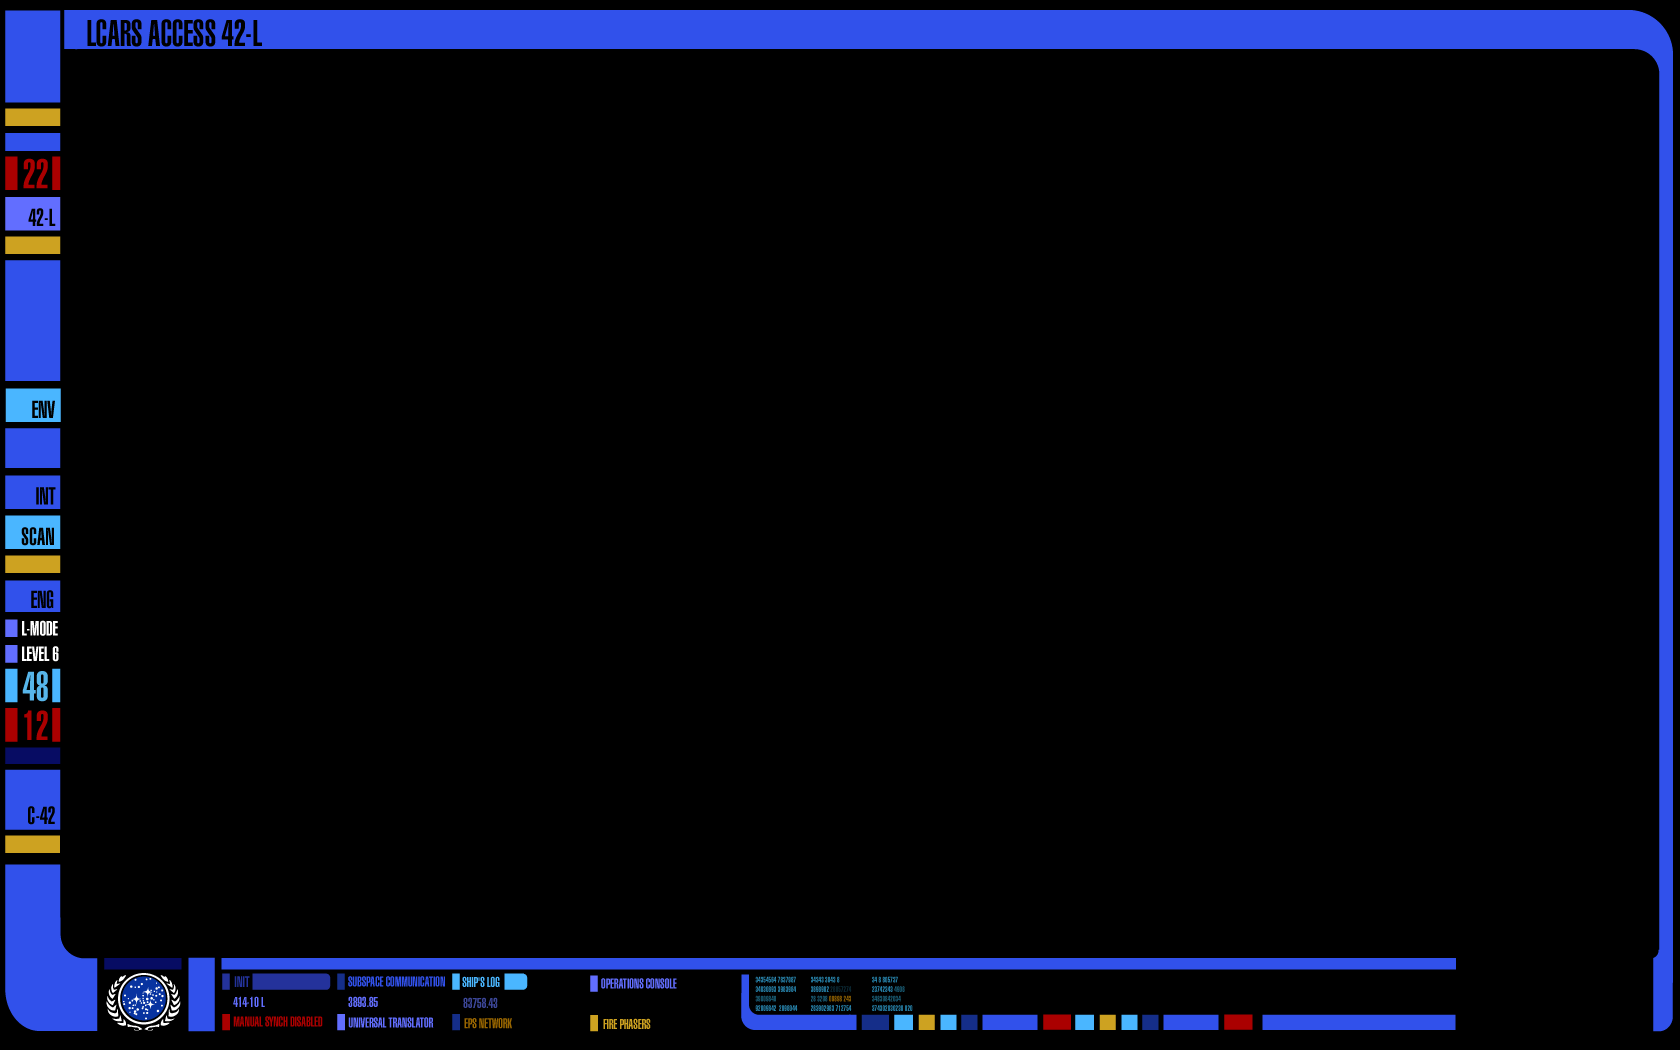 LCARS ACCESS 42-L
22
42-L
ENV
INT
SCAN
ENG
L-MODE
LEVEL 6
48
12
C-42
INIT
SUBSPACE COMMUNICATION
SHIP'S LOG
OPERATIONS CONSOLE
414-10 L
3893.85
83758.43
MANUAL SYNCH DISABLED
UNIVERSAL TRANSLATOR
EPS NETWORK
FIRE PHASERS